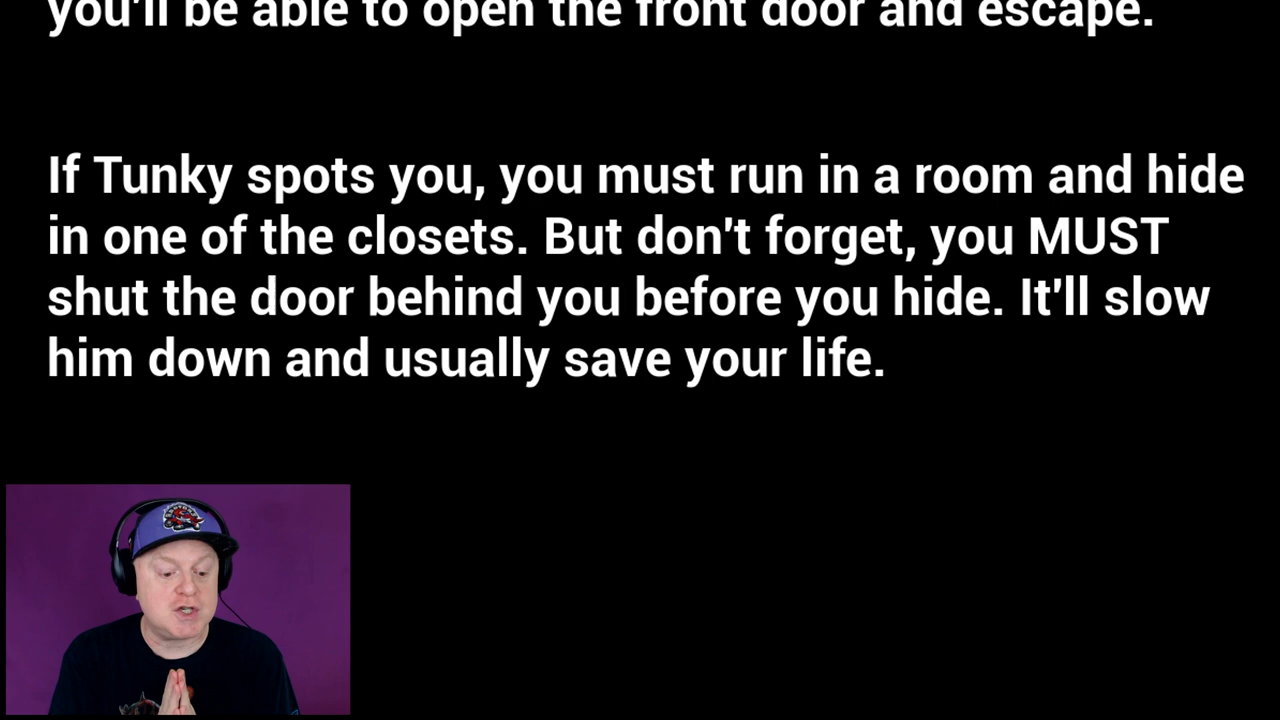 you'll be able to open the front door and escape.
If Tunky spots you, you must run in a room and hide
in one of the closets. But don't forget, you MUST
shut the door behind you before you hide. It'll slow
him down and usually save your life.